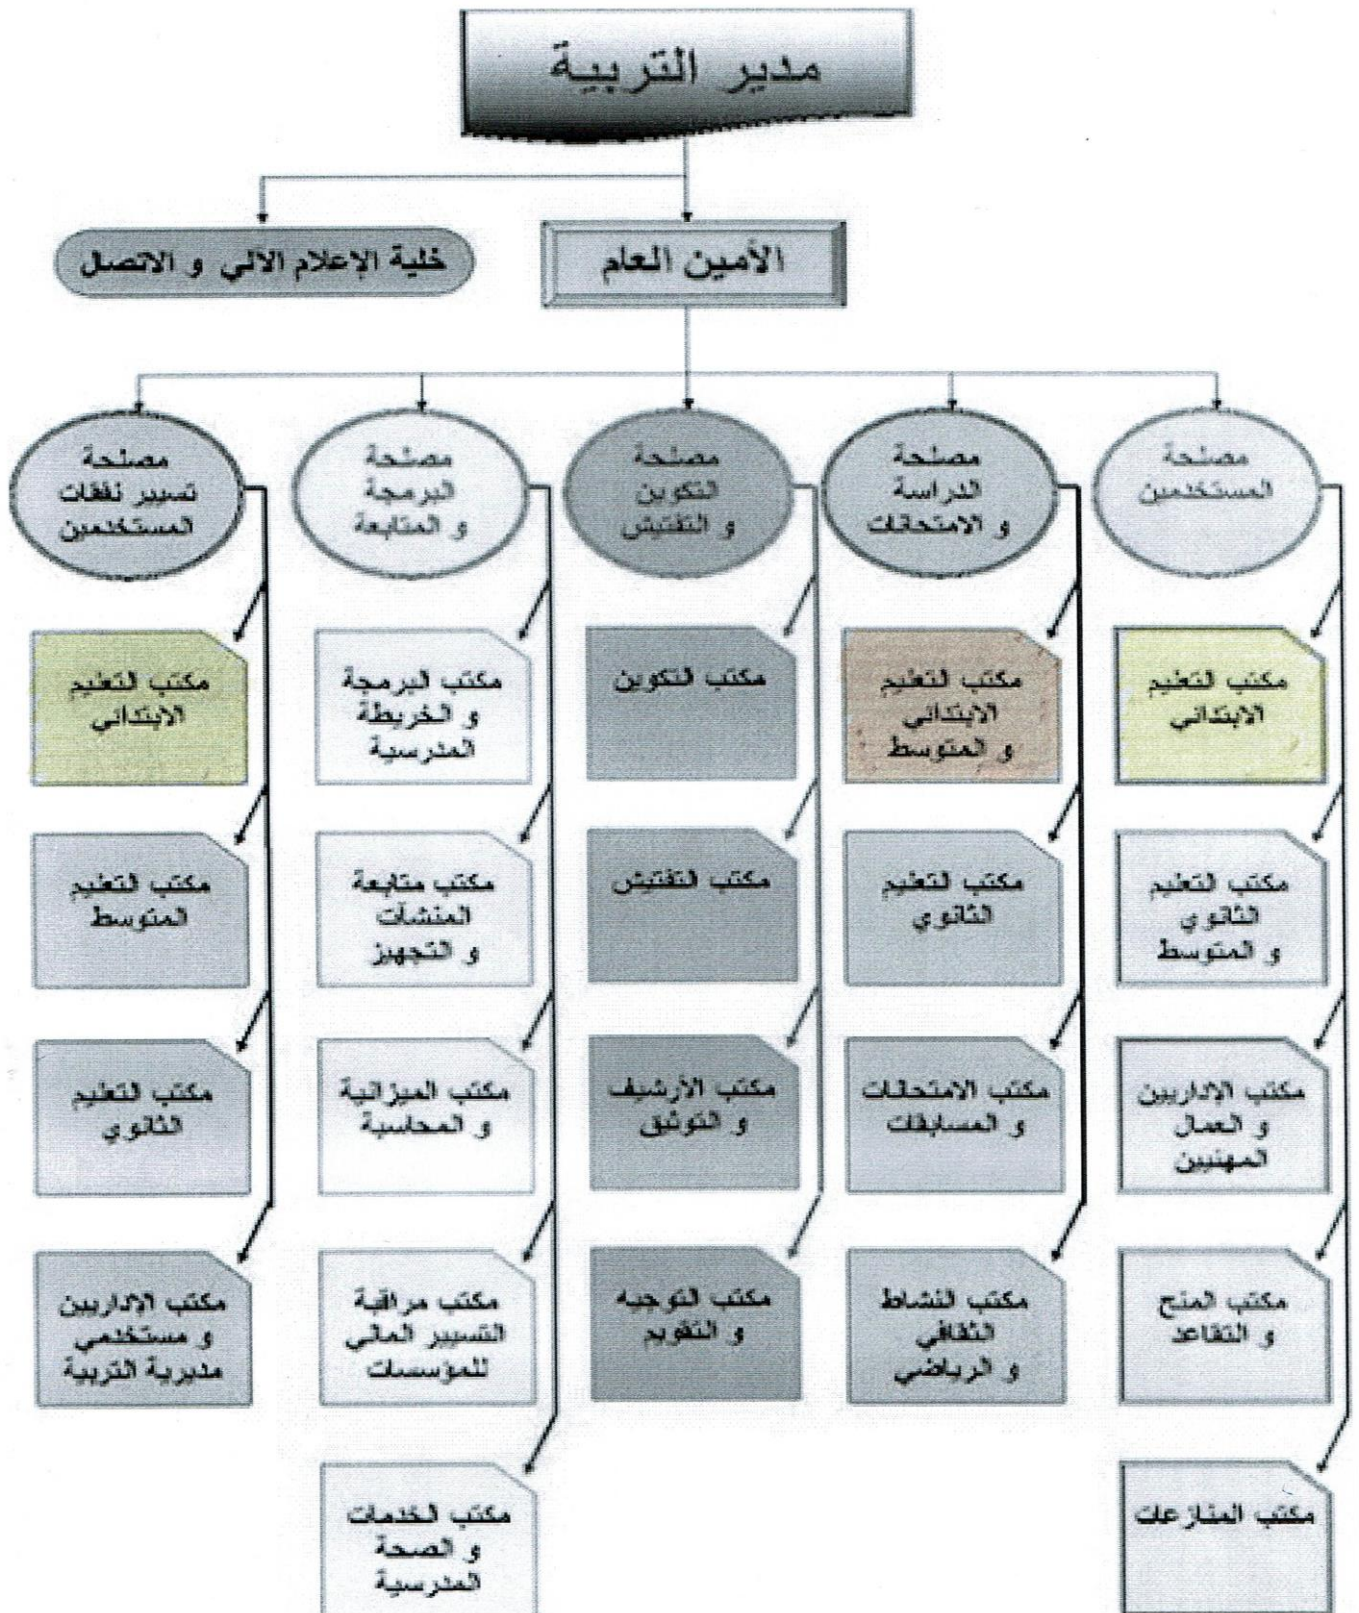 مدير التربية
الأمين العام
خلية الإعلام الآلي و الاتصال
مصلحة
المستخدمين
مصلحة
الدراسة
و الامتحانات
مصلحة
التكوين
و التفتيش
مصلحة
البرمجة
و المتابعة
مصلحة
تسيير نفقات
المستخدمين
مكتب التعليم
الابتدائي
مكتب التعليم
الثانوي
و المتوسط
مكتب الاداريين
و العمال
المهنيين
مكتب المنح
و التقاعد
مكتب المنازعات
مكتب التعليم
الابتدائي
و المتوسط
مكتب التعليم
الثانوي
مكتب الامتحانات
و المسابقات
مكتب النشاط
الثقافي
و الرياضي
مكتب التكوين
مكتب التفتيش
مكتب الأرشيف
و التوثيق
مكتب التوجيه
و التقويم
مكتب البرمجة
و الخريطة
المدرسية
مكتب متابعة
المنشآت
و التجهيز
مكتب الميزانية
و المحاسبة
مكتب مراقبة
التسيير المالي
للمؤسسات
مكتب الخدمات
و الصحة
المدرسية
مكتب التعليم
الابتدائي
مكتب التعليم
المتوسط
مكتب التعليم
الثانوي
مكتب الاداريين
و مستخدمي
مديرية التربية